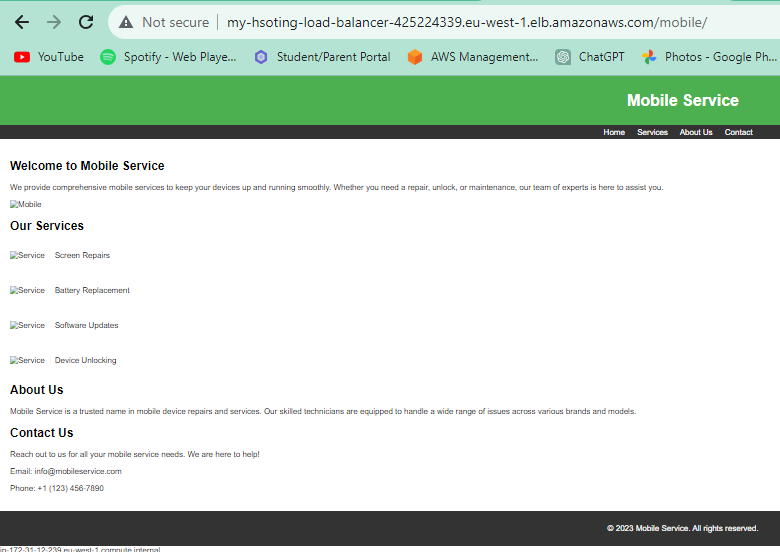 Not secure | my-hsoting-load-balancer-425224339.eu-west-1.elb.amazonaws.com/mobile/
YouTube Spotify - Web Playe... Student/Parent Portal AWS Management... ChatGPT Photos - Google Ph...
Mobile Service
Home Services About Us Contact
Welcome to Mobile Service
We provide comprehensive mobile services to keep your devices up and running smoothly. Whether you need a repair, unlock, or maintenance, our team of experts is here to assist you.
Mobile
Our Services
Service Screen Repairs
Service Battery Replacement
Service Software Updates
Service Device Unlocking
About Us
Mobile Service is a trusted name in mobile device repairs and services. Our skilled technicians are equipped to handle a wide range of issues across various brands and models.
Contact Us
Reach out to us for all your mobile service needs. We are here to help!
Email: info@mobileservice.com
Phone: +1 (123) 456-7890
© 2023 Mobile Service. All rights reserved.
ip-172-31-12-239.eu-west-1.compute.internal